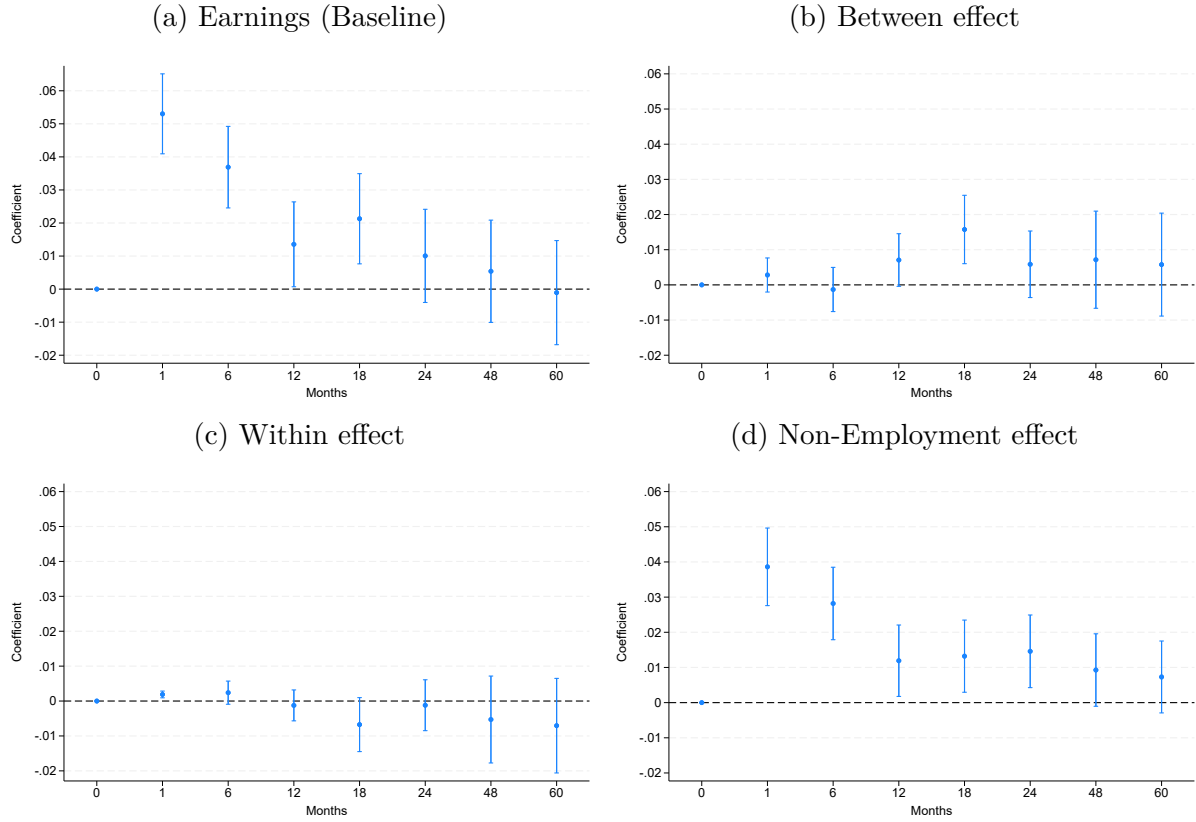 (a) Earnings (Baseline)
.06
.05
.04
.03
.02
.01
0
-.01
-.02
Coefficient
0 1 6 12 18 24 48 60
Months
(b) Between effect
.06
.05
.04
.03
.02
.01
0
-.01
-.02
Coefficient
0 1 6 12 18 24 48 60
Months
(c) Within effect
.06
.05
.04
.03
.02
.01
0
-.01
-.02
Coefficient
0 1 6 12 18 24 48 60
Months
(d) Non-Employment effect
.06
.05
.04
.03
.02
.01
0
-.01
-.02
Coefficient
0 1 6 12 18 24 48 60
Months